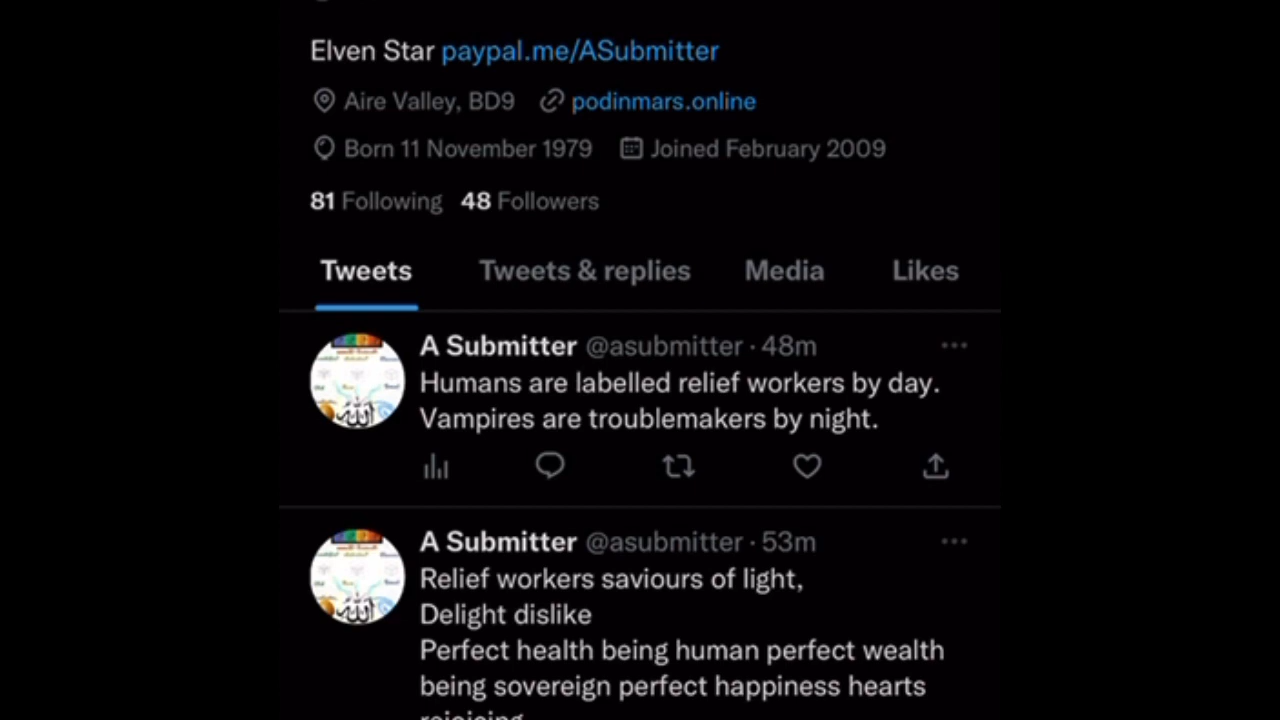 Elven Star paypal.me/ASubmitter
Aire Valley, BD9 podinmars.online
Born 11 November 1979 Joined February 2009
81 Following 48 Followers
Tweets Tweets & replies Media Likes
A Submitter @asubmitter · 48m
Humans are labelled relief workers by day.
Vampires are troublemakers by night.
A Submitter @asubmitter · 53m
Relief workers saviours of light,
Delight dislike
Perfect health being human perfect wealth
being sovereign perfect happiness hearts
rejoicing